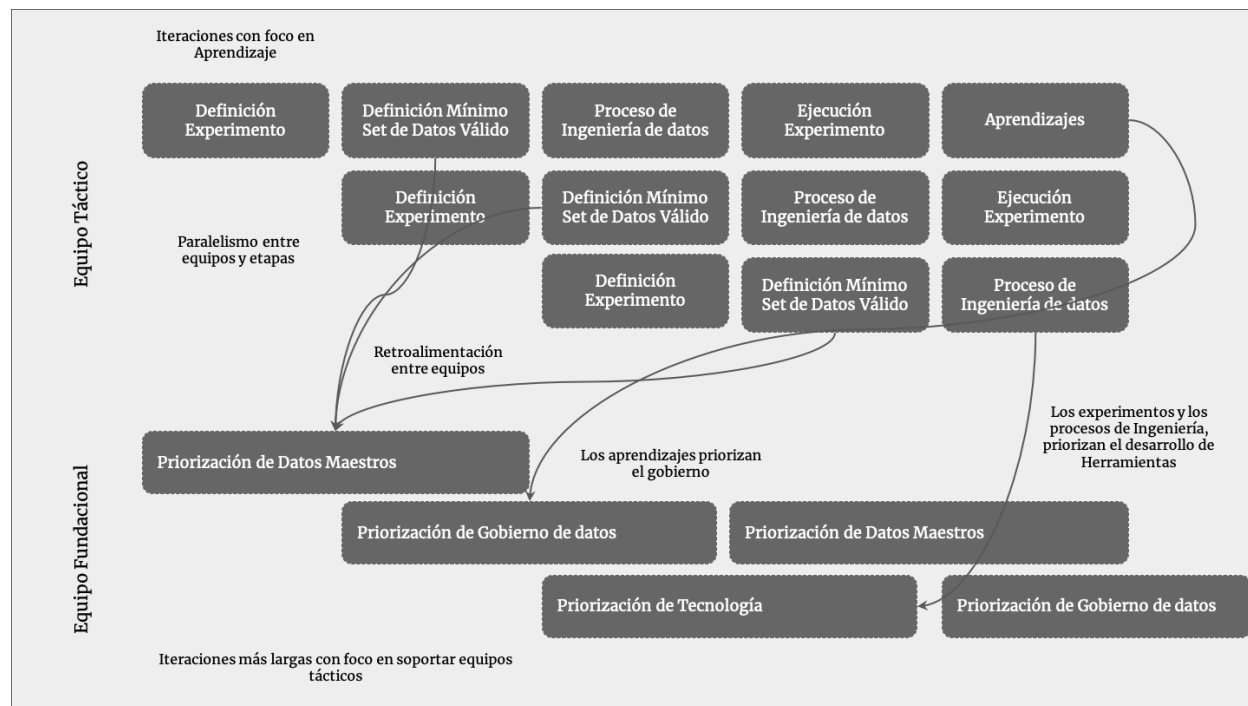 Iteraciones con foco en
Aprendizaje
Equipo Táctico
Definición
Experimento
Definición Mínimo
Set de Datos Válido
Proceso de
Ingeniería de datos
Ejecución
Experimento
Aprendizajes
Definición
Experimento
Definición Mínimo
Set de Datos Válido
Proceso de
Ingeniería de datos
Ejecución
Experimento
Paralelismo entre
equipos y etapas
Definición
Experimento
Definición Mínimo
Set de Datos Válido
Proceso de
Ingeniería de datos
Retroalimentación
entre equipos
Los experimentos y los
procesos de Ingeniería,
priorizan el desarrollo de
Herramientas
Los aprendizajes priorizan
el gobierno
Equipo Fundacional
Priorización de Datos Maestros
Priorización de Gobierno de datos
Priorización de Datos Maestros
Priorización de Tecnología
Priorización de Gobierno de datos
Iteraciones más largas con foco en soportar equipos
tácticos